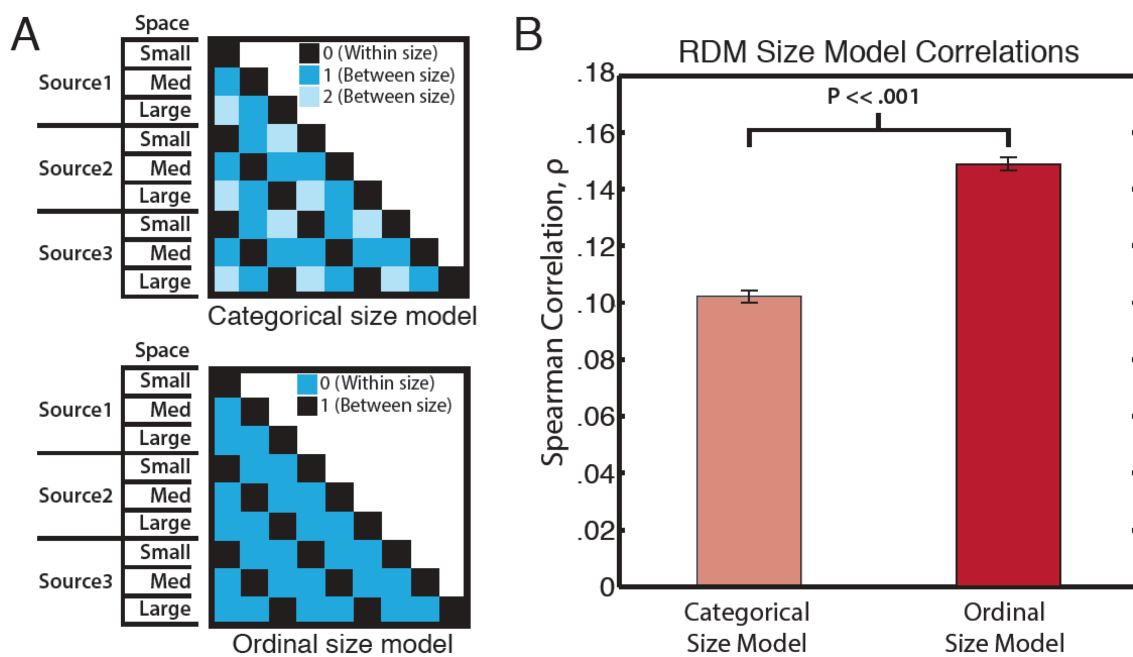 A
Space
Small
Source1
Med
Large
Small
Source2
Med
Large
Small
Source3
Med
Large
0 (Within size)
1 (Between size)
2 (Between size)
Categorical size model
Space
Small
Source1
Med
Large
Small
Source2
Med
Large
Small
Source3
Med
Large
0 (Within size)
1 (Between size)
Ordinal size model
B
RDM Size Model Correlations
P << .001
Spearman Correlation, ρ
.18
.16
.14
.12
.10
.08
.06
.04
.02
0
Categorical
Size Model
Ordinal
Size Model